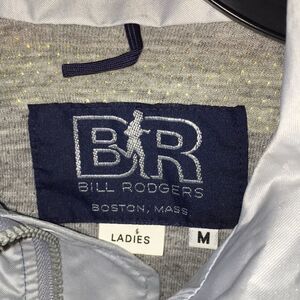 BR
BILL RODGERS
BOSTON, MASS
LADIES
M